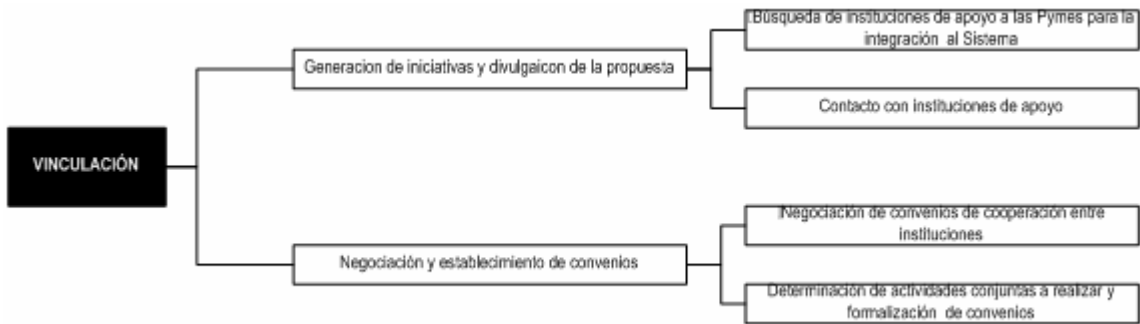 Búsqueda de instituciones de apoyo a las Pymes para la
integración al Sistema
Generacion de iniciativas y divulgaicon de la propuesta
Contacto con instituciones de apoyo
VINCULACIÓN
Negociación de convenios de cooperación entre
instituciones
Negociación y establecimiento de convenios
Determinación de actividades conjuntas a realizar y
formalización de convenios